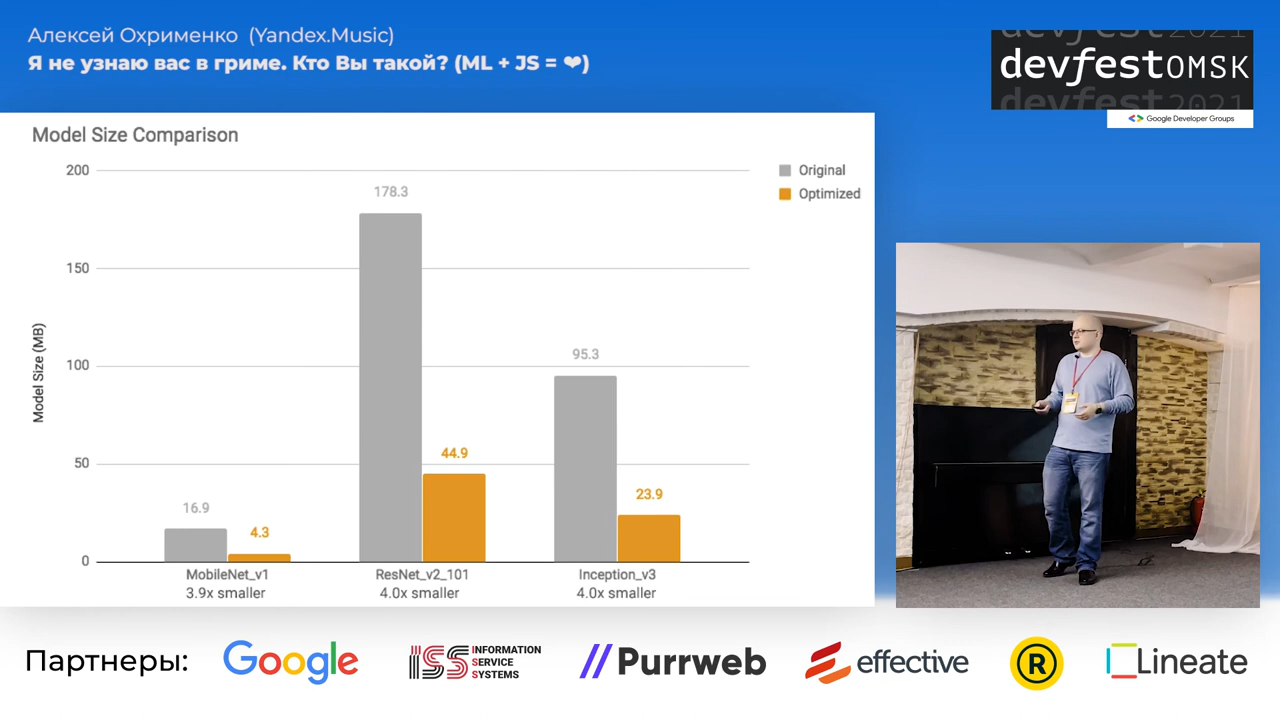 Алексей Охрименко (Yandex.Music)
Я не узнаю вас в гриме. Кто Вы такой? (ML + JS = ❤)
devfest2021
devfestOMSK
devfest2021
Google Developer Groups
Model Size Comparison
Original
Optimized
Model Size (MB)
200
150
100
50
0
16.9
4.3
178.3
44.9
95.3
23.9
MobileNet_v1
3.9x smaller
ResNet_v2_101
4.0x smaller
Inception_v3
4.0x smaller
Партнеры:
Google
ISS
INFORMATION
SERVICE
SYSTEMS
Purrweb
effective
R
Lineate